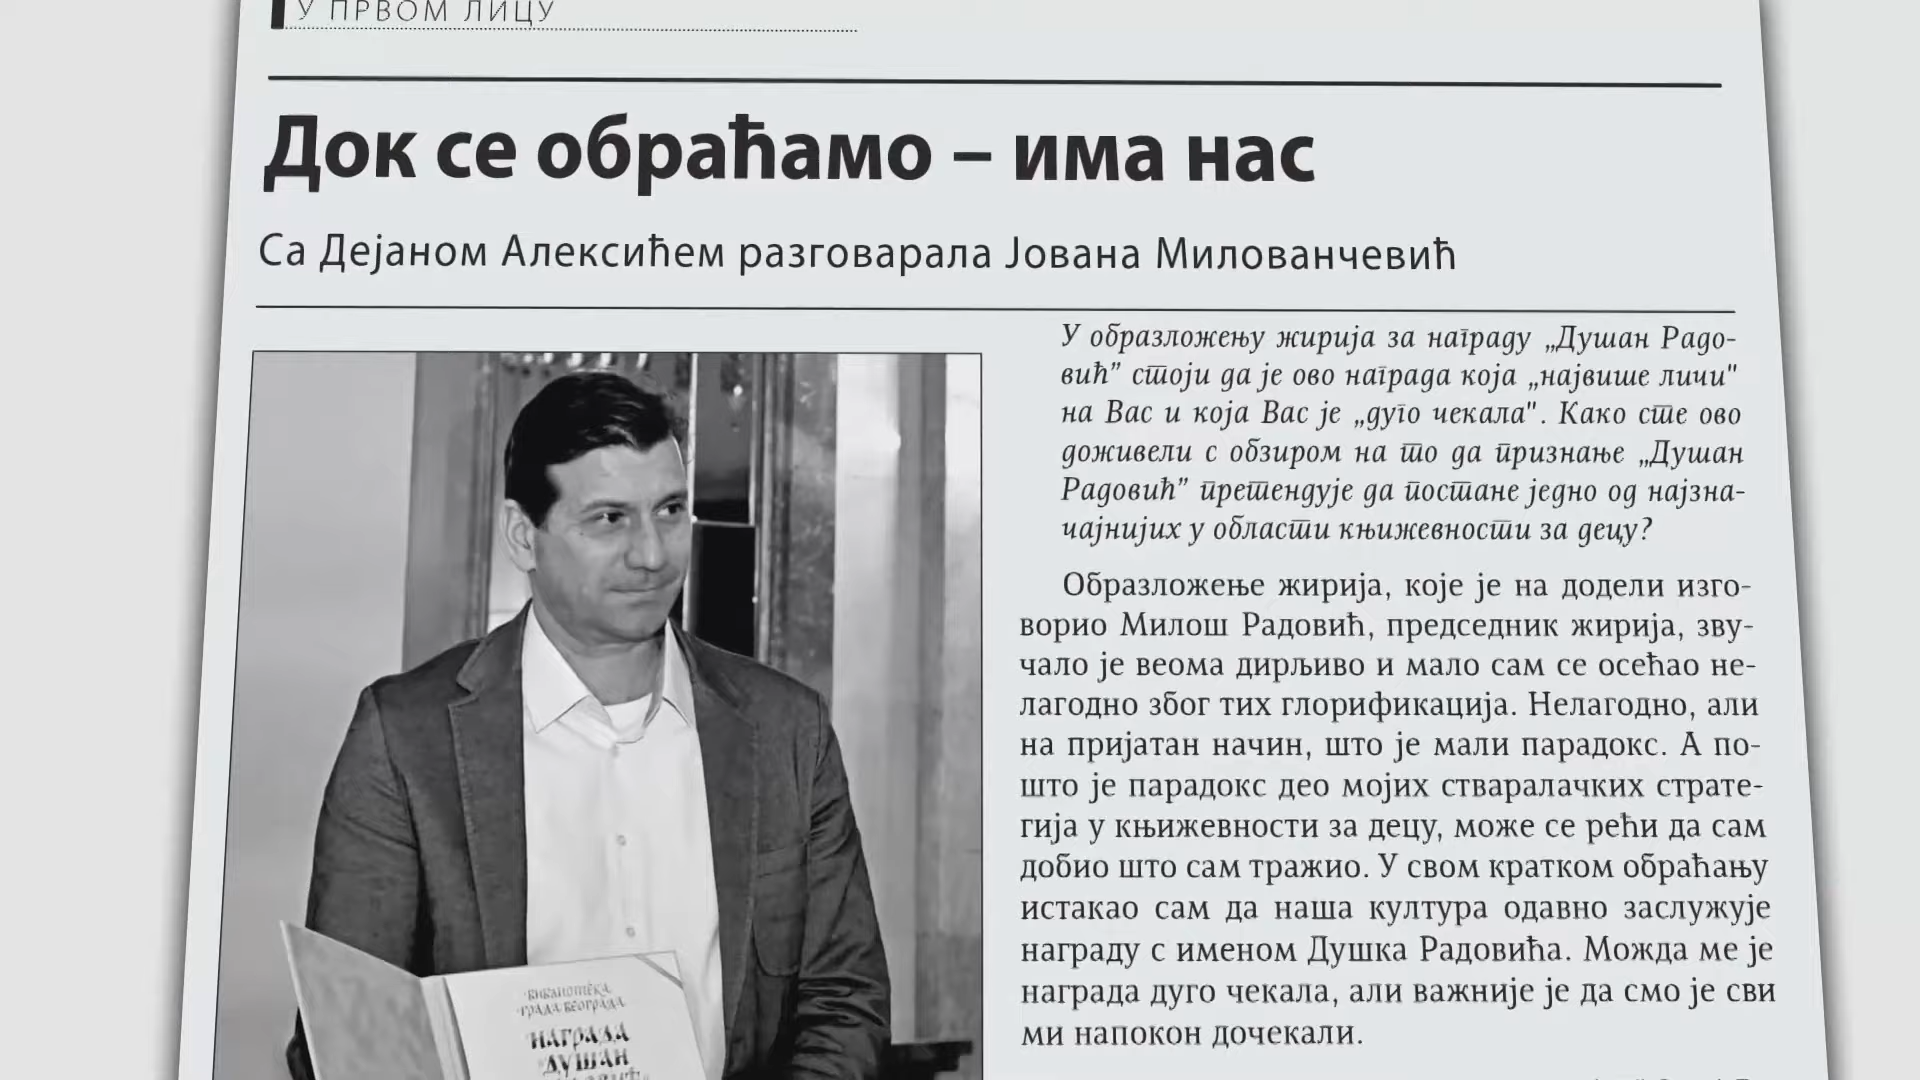 У ПРВОМ ЛИЦУ
Док се обраћамо – има нас
Са Дејаном Алексићем разговарала Јована Милованчевић
У образложењу жирија за награду „Душан Радо-
вић” стоји да је ово награда која „највише личи"
на Вас и која Вас је „дуго чекала". Како сте ово
доживели с обзиром на то да признање „Душан
Радовић” претендује да постане једно од најзна-
чајнијих у области књижевности за децу?
Образложење жирија, које је на додели изго-
ворио Милош Радовић, председник жирија, зву-
чало је веома дирљиво и мало сам се осећао не-
лагодно због тих глорификација. Нелагодно, али
на пријатан начин, што је мали парадокс. А по-
што је парадокс део мојих стваралачких страте-
гија у књижевности за децу, може се рећи да сам
добио што сам тражио. У свом кратком обраћању
истакао сам да наша култура одавно заслужује
награду с именом Душка Радовића. Можда ме је
награда дуго чекала, али важније је да смо је сви
ми напокон дочекали.
БИБЛИОТЕКА
ГРАДА БЕОГРАДА
НАГРАДА
„ДУШАН